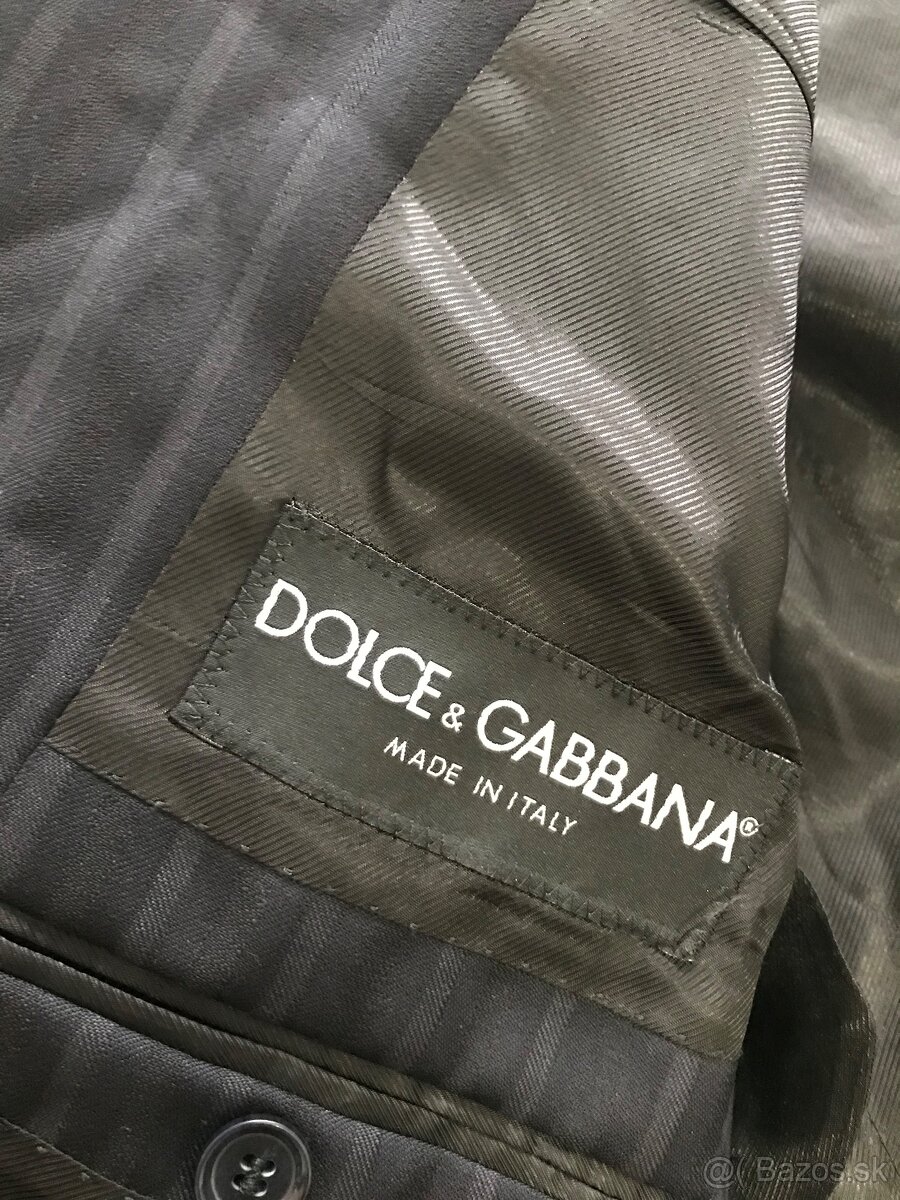 DOLCE & GABBANA®
MADE IN ITALY
@( Bazos.sk